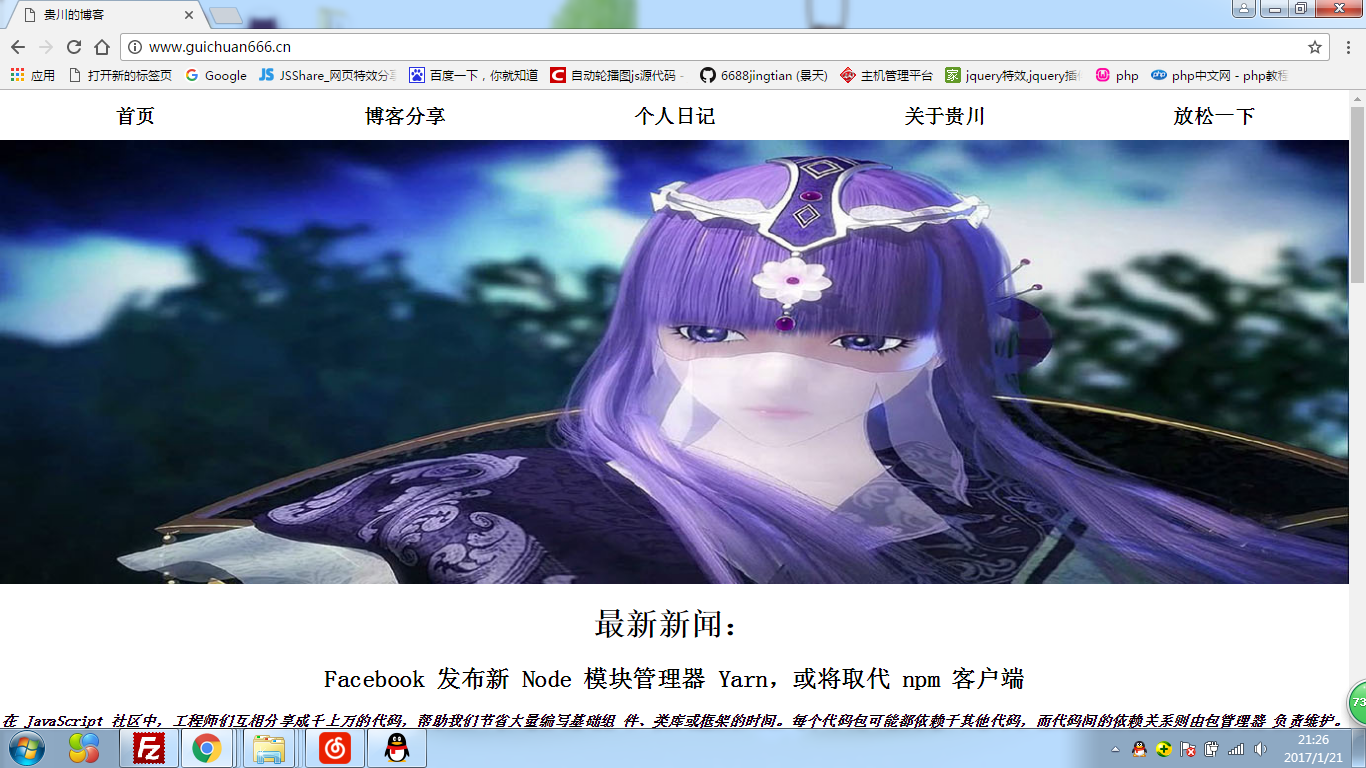 贵川的博客
www.guichuan666.cn
应用 打开新的标签页 Google JSShare_网页特效分享 百度一下，你就知道 自动轮播图js源代码 - 6688jingtian (景天) 主机管理平台 jquery特效,jquery插件 php php中文网 - php教程
首页 博客分享 个人日记 关于贵川 放松一下
最新新闻：
Facebook 发布新 Node 模块管理器 Yarn，或将取代 npm 客户端
在 JavaScript 社区中，工程师们互相分享成千上万的代码，帮助我们节省大量编写基础组 件、类库或框架的时间。每个代码包可能都依赖于其他代码，而代码间的依赖关系则由包管理器 负责维护。
73
21:26
2017/1/21